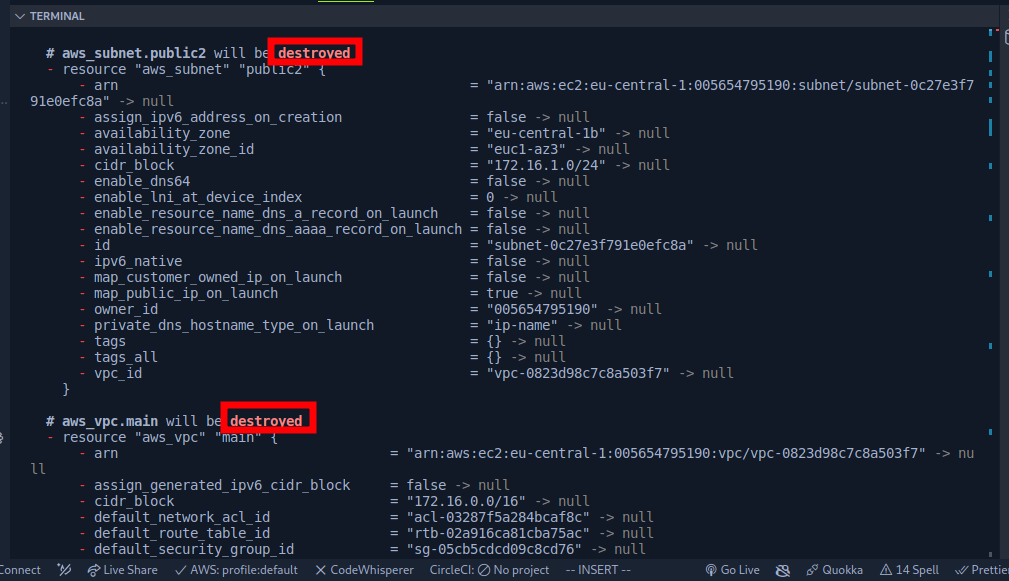 TERMINAL
# aws_subnet.public2 will be destroyed
- resource "aws_subnet" "public2" {
- arn = "arn:aws:ec2:eu-central-1:005654795190:subnet/subnet-0c27e3f7
91e0efc8a" -> null
- assign_ipv6_address_on_creation = false -> null
- availability_zone = "eu-central-1b" -> null
- availability_zone_id = "euc1-az3" -> null
- cidr_block = "172.16.1.0/24" -> null
- enable_dns64 = false -> null
- enable_lni_at_device_index = 0 -> null
- enable_resource_name_dns_a_record_on_launch = false -> null
- enable_resource_name_dns_aaaa_record_on_launch = false -> null
- id = "subnet-0c27e3f791e0efc8a" -> null
- ipv6_native = false -> null
- map_customer_owned_ip_on_launch = false -> null
- map_public_ip_on_launch = true -> null
- owner_id = "005654795190" -> null
- private_dns_hostname_type_on_launch = "ip-name" -> null
- tags = {} -> null
- tags_all = {} -> null
- vpc_id = "vpc-0823d98c7c8a503f7" -> null
}
# aws_vpc.main will be destroyed
- resource "aws_vpc" "main" {
- arn = "arn:aws:ec2:eu-central-1:005654795190:vpc/vpc-0823d98c7c8a503f7" -> nu
ll
- assign_generated_ipv6_cidr_block = false -> null
- cidr_block = "172.16.0.0/16" -> null
- default_network_acl_id = "acl-03287f5a284bcaf8c" -> null
- default_route_table_id = "rtb-02a916ca81cba75ac" -> null
- default_security_group_id = "sg-05cb5cdcd09c8cd76" -> null
Connect Live Share AWS: profile:default CodeWhisperer CircleCI: No project -- INSERT -- Go Live Quokka 14 Spell Prettier